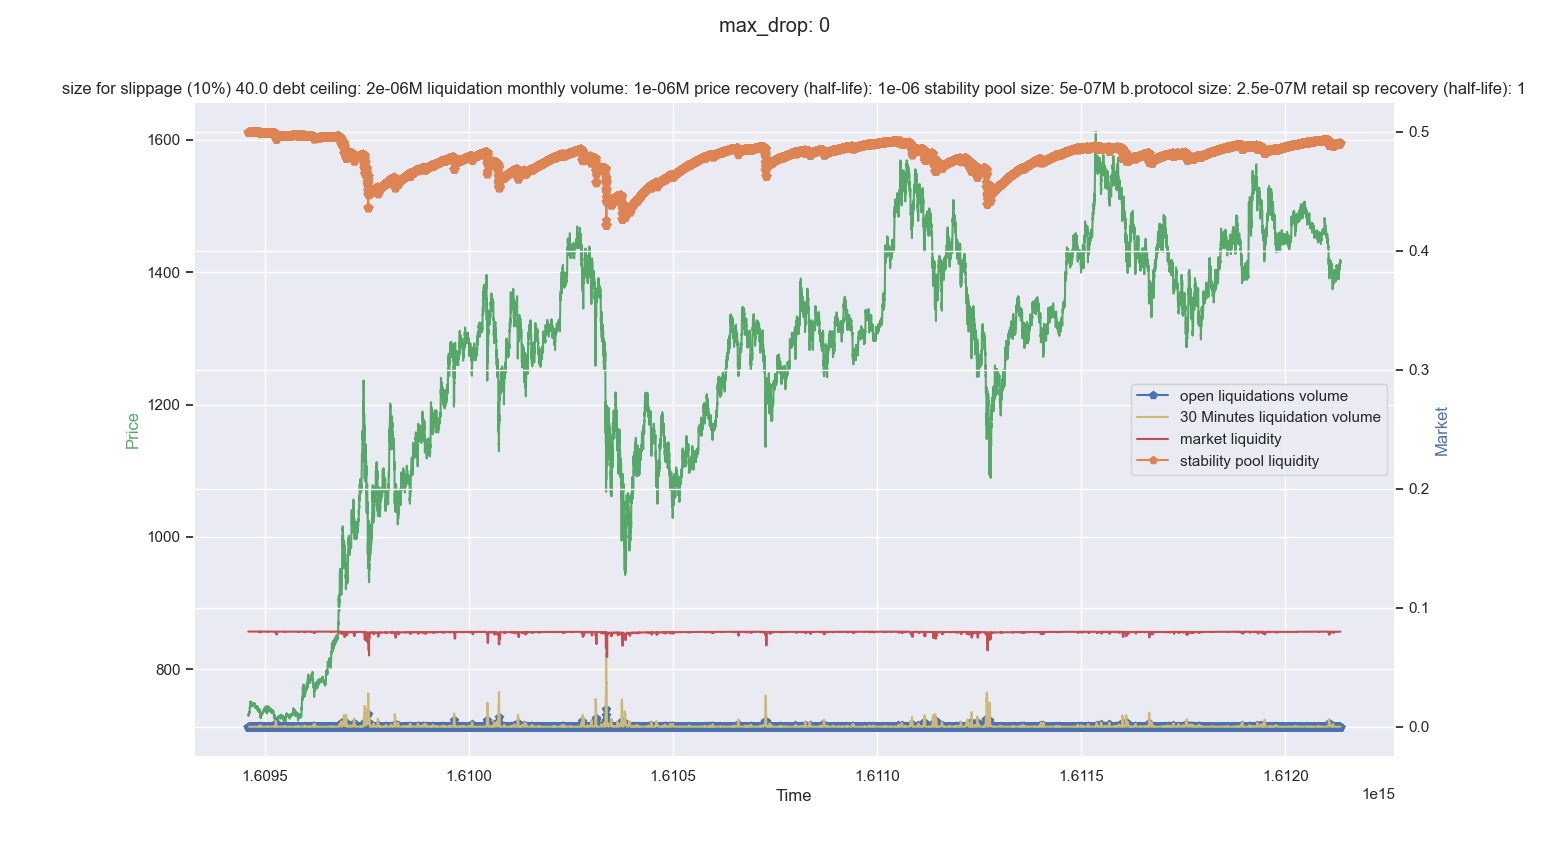 max_drop: 0
size for slippage (10%) 40.0 debt ceiling: 2e-06M liquidation monthly volume: 1e-06M price recovery (half-life): 1e-06 stability pool size: 5e-07M b.protocol size: 2.5e-07M retail sp recovery (half-life): 1
1600
1400
1200
1000
800
Price
0.5
0.4
0.3
0.2
0.1
0.0
Market
open liquidations volume
30 Minutes liquidation volume
market liquidity
stability pool liquidity
1.6095
1.6100
1.6105
1.6110
1.6115
1.6120
Time
1e15